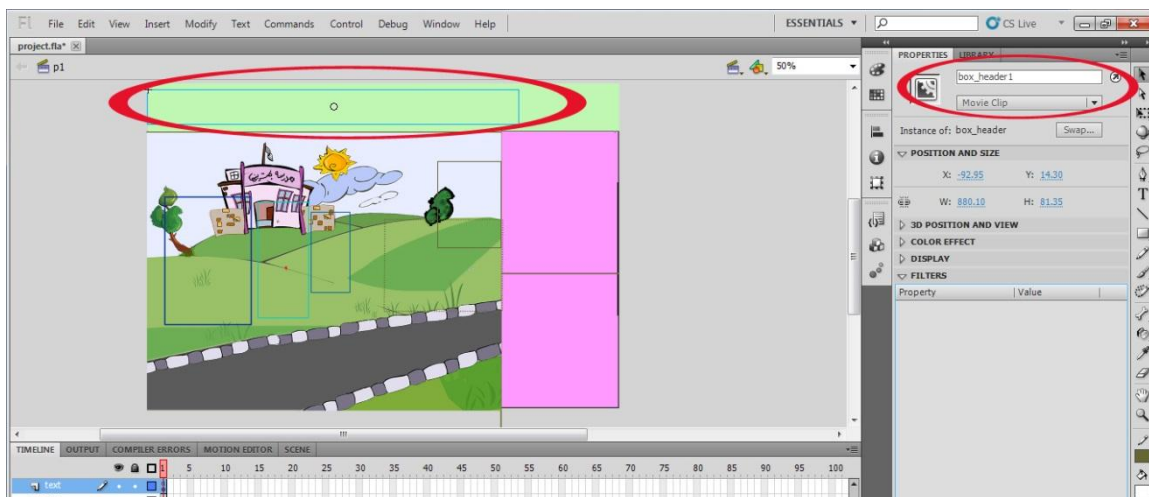 Fl File Edit View Insert Modify Text Commands Control Debug Window Help ESSENTIALS CS Live
project.fla*
p1 50%
PROPERTIES LIBRARY
box_header1
Movie Clip
Instance of: box_header Swap...
POSITION AND SIZE
X: -92.95 Y: 14.30
W: 880.10 H: 81.35
3D POSITION AND VIEW
COLOR EFFECT
DISPLAY
FILTERS
Property Value
TIMELINE OUTPUT COMPILER ERRORS MOTION EDITOR SCENE
1 5 10 15 20 25 30 35 40 45 50 55 60 65 70 75 80 85 90 95 100
text